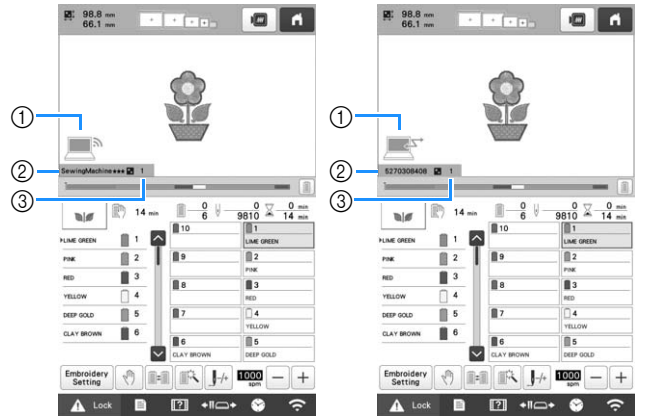 98.8 mm
66.1 mm
①
② SewingMachine★★★ 1
③
14 min
0
6
0
9810
0 min
14 min
LIME GREEN 1
PINK 2
RED 3
YELLOW 4
DEEP GOLD 5
CLAY BROWN 6
10
1
LIME GREEN
9
2
PINK
8
3
RED
7
4
YELLOW
6
CLAY BROWN
5
DEEP GOLD
Embroidery
Setting
-/+
1000
spm
− +
Lock
?
98.8 mm
66.1 mm
①
② 5270308408 1
③
14 min
0
6
0
9810
0 min
14 min
LIME GREEN 1
PINK 2
RED 3
YELLOW 4
DEEP GOLD 5
CLAY BROWN 6
10
1
LIME GREEN
9
2
PINK
8
3
RED
7
4
YELLOW
6
CLAY BROWN
5
DEEP GOLD
Embroidery
Setting
-/+
1000
spm
− +
Lock
?